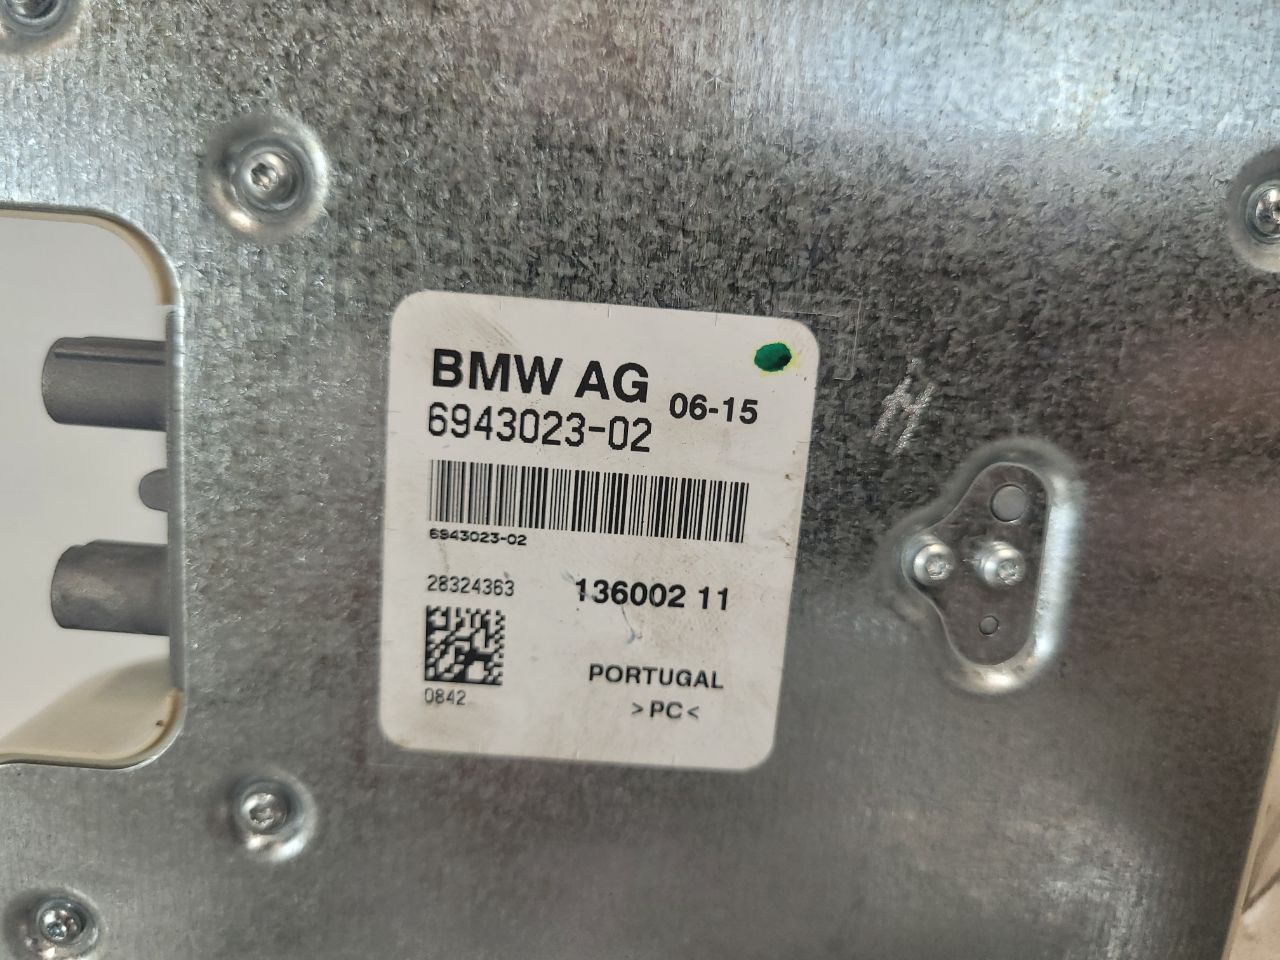 BMW AG 06-15
6943023-02
6943023-02
28324363 136002 11
0842
PORTUGAL
>PC<
H